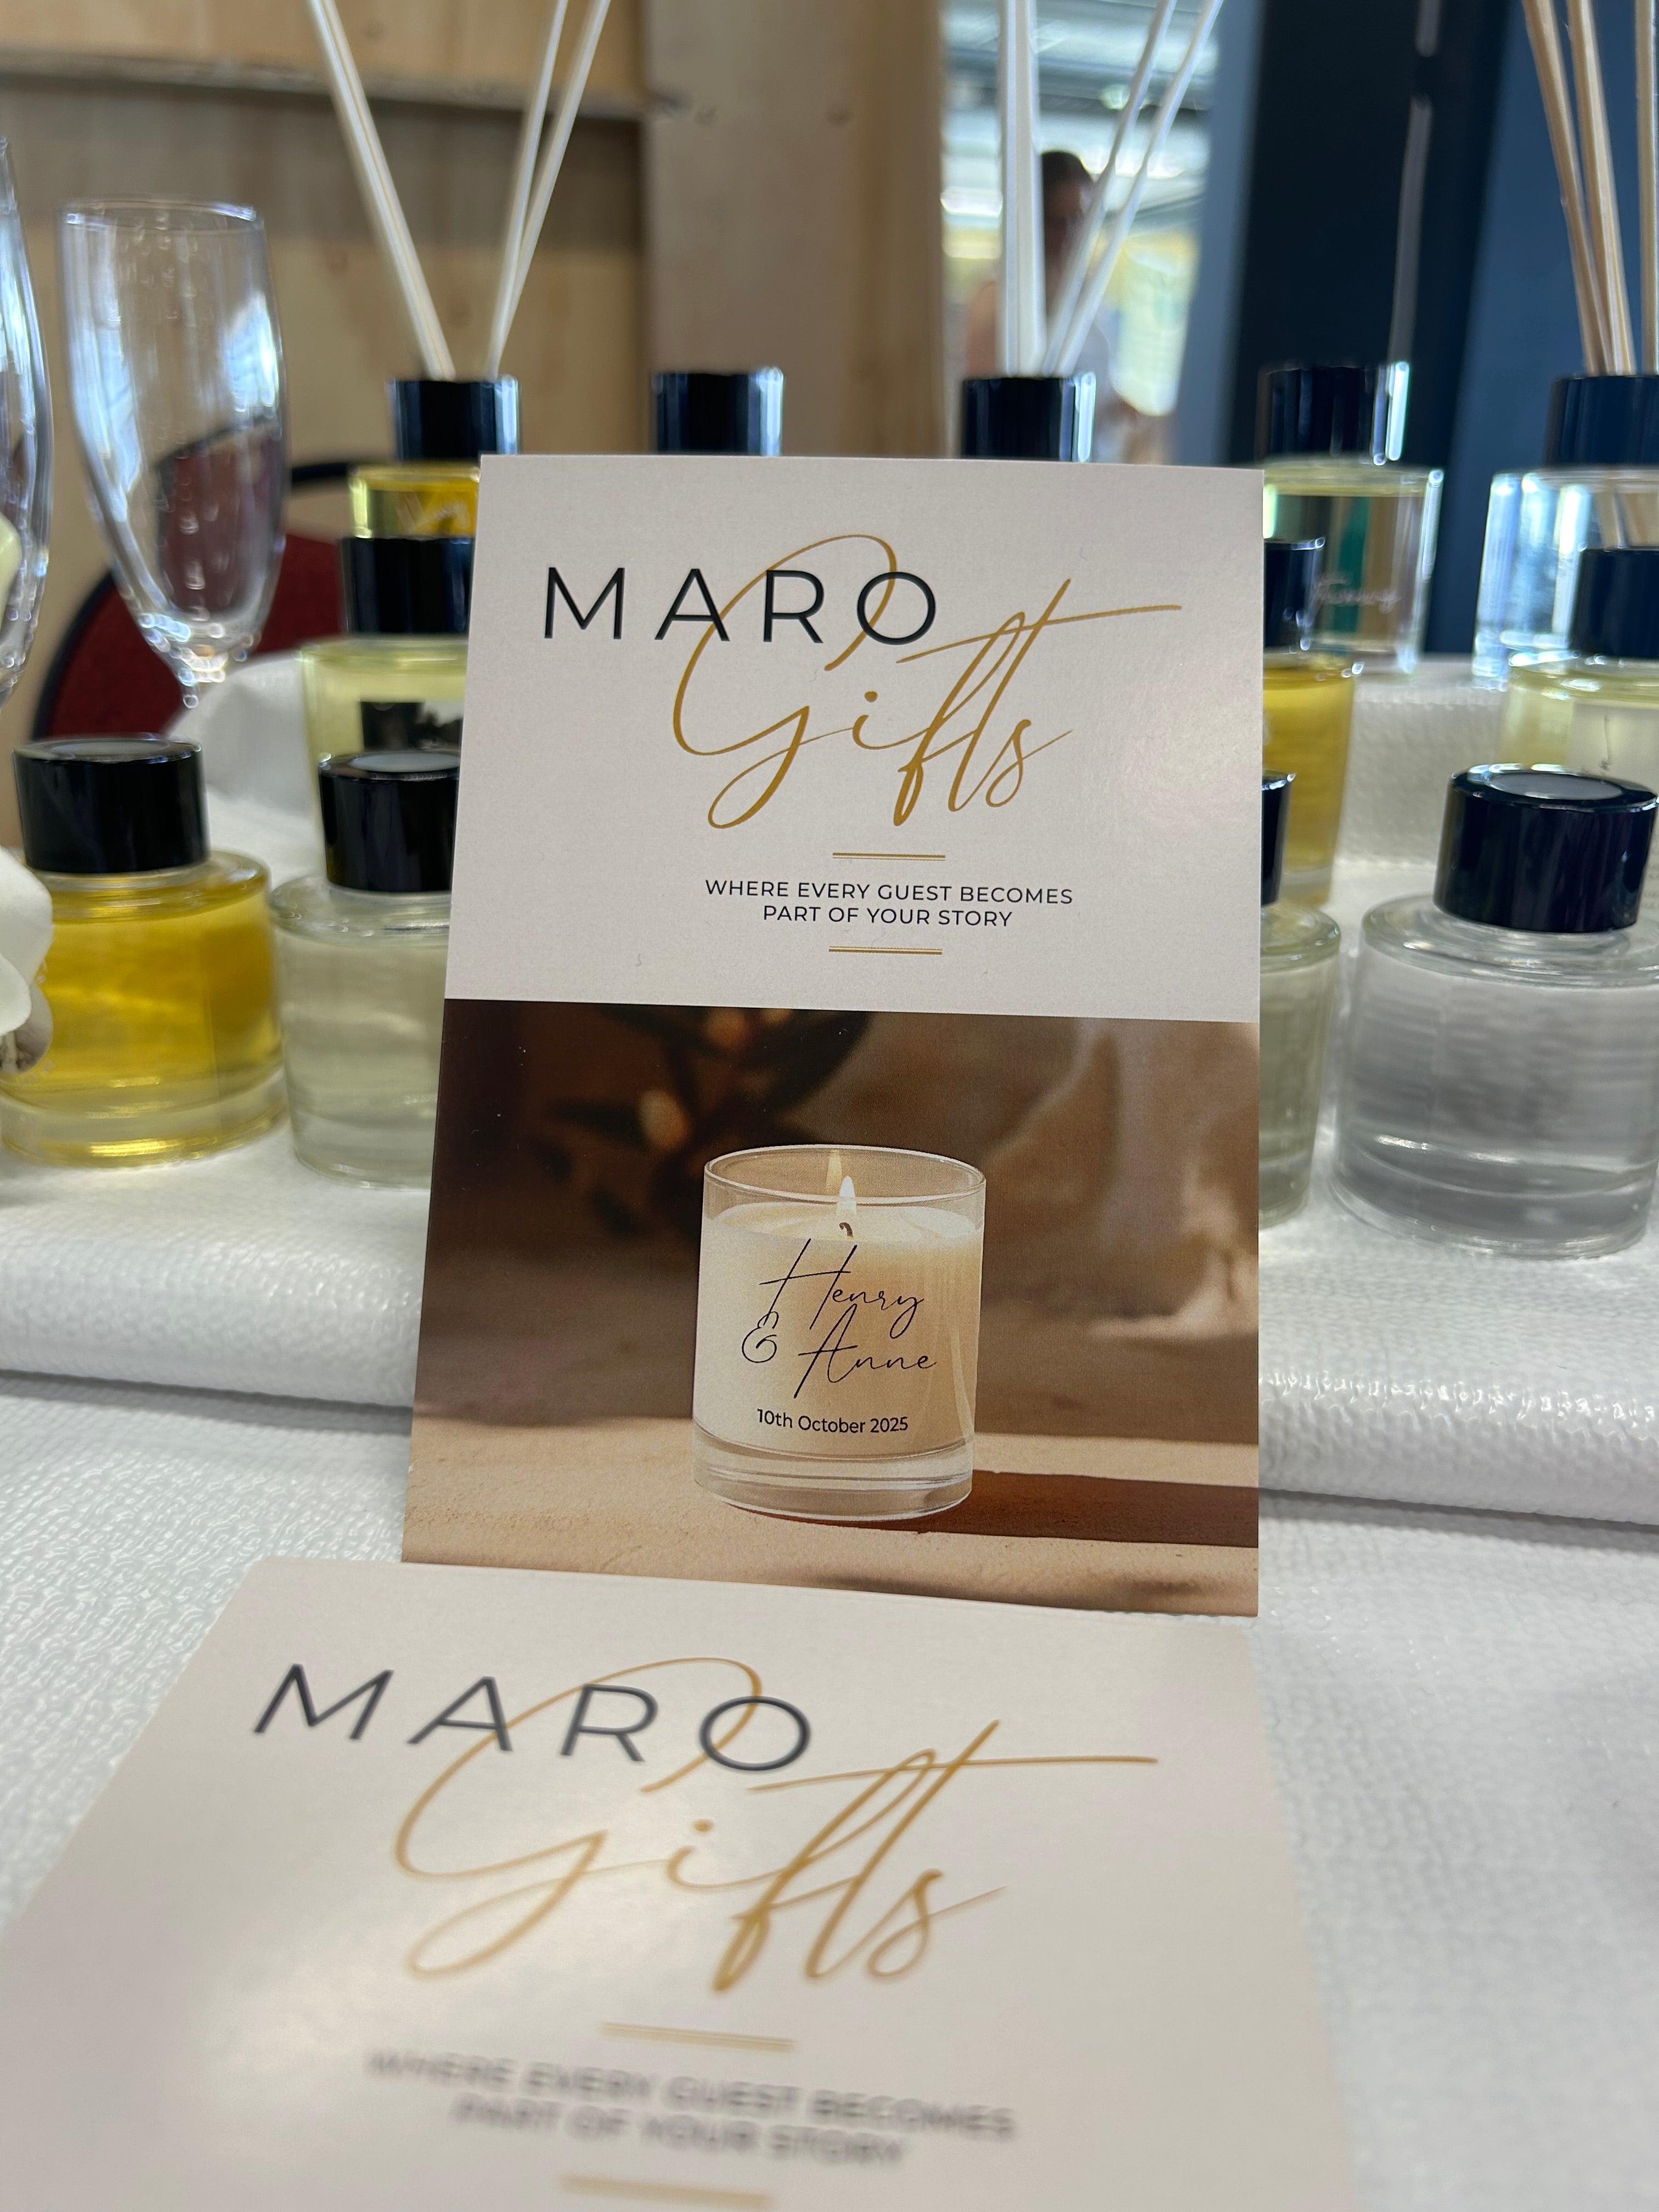 MARO
Gifts
WHERE EVERY GUEST BECOMES
PART OF YOUR STORY
Henry
& Anne
10th October 2025
MARO
Gifts
WHERE EVERY GUEST BECOMES
PART OF YOUR STORY